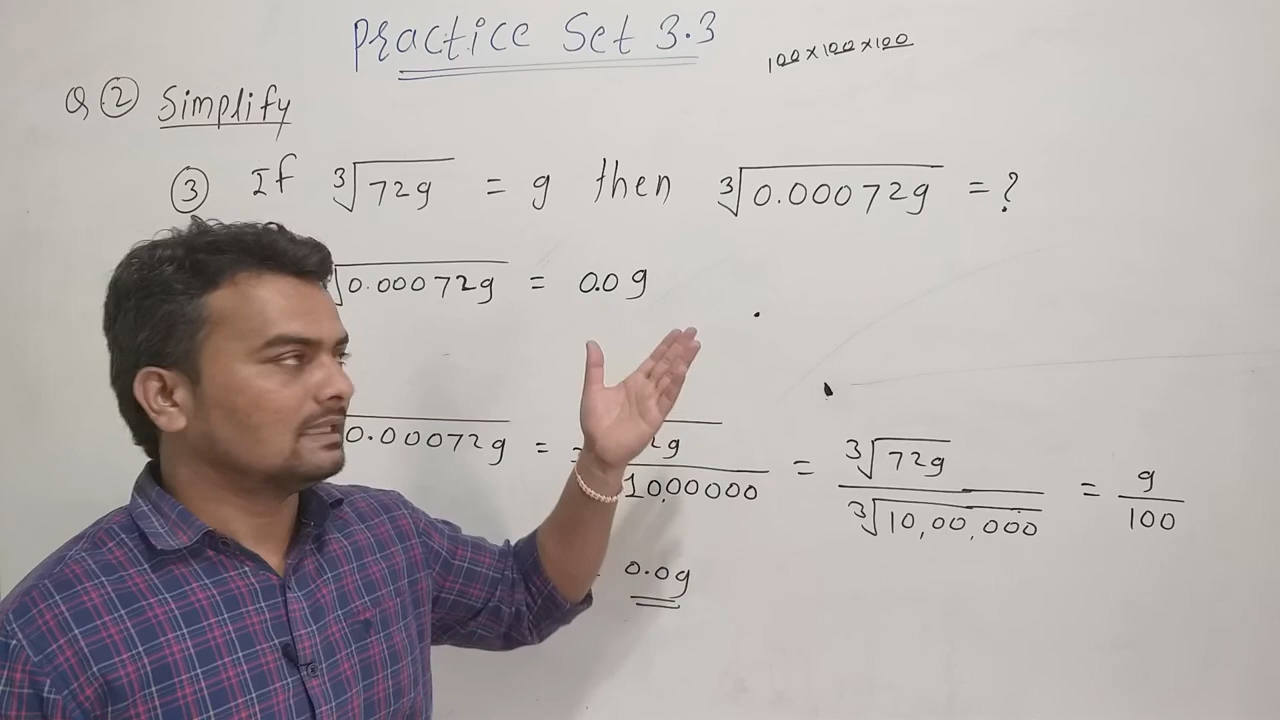 Practice Set 3.3
100×100×100
Q ② Simplify
③ If ∛729 = 9 then ∛0.000729 = ?
√0.000729 = 0.09
0.000729 = = 29/10,00000 = ∛729/∛10,00,000 = 9/100
0.09